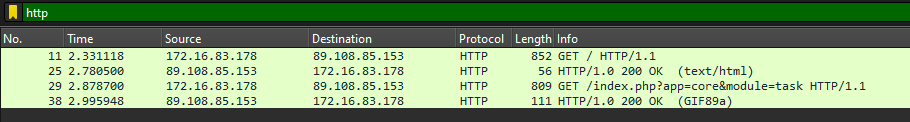 http
No. Time Source Destination Protocol Length Info
11 2.331118 172.16.83.178 89.108.85.153 HTTP 852 GET / HTTP/1.1
25 2.780500 89.108.85.153 172.16.83.178 HTTP 56 HTTP/1.0 200 OK (text/html)
29 2.878700 172.16.83.178 89.108.85.153 HTTP 809 GET /index.php?app=core&module=task HTTP/1.1
38 2.995948 89.108.85.153 172.16.83.178 HTTP 111 HTTP/1.0 200 OK (GIF89a)